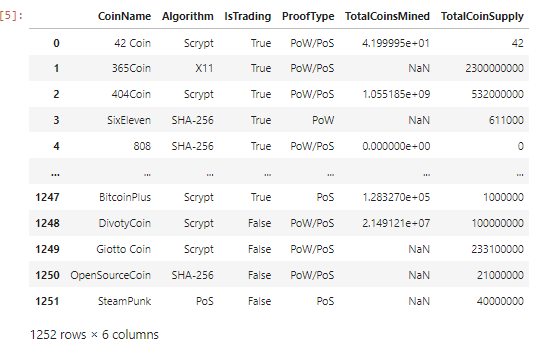 [5]:
CoinName Algorithm IsTrading ProofType TotalCoinsMined TotalCoinSupply
0 42 Coin Scrypt True PoW/PoS 4.199995e+01 42
1 365Coin X11 True PoW/PoS NaN 2300000000
2 404Coin Scrypt True PoW/PoS 1.055185e+09 532000000
3 SixEleven SHA-256 True PoW NaN 611000
4 808 SHA-256 True PoW/PoS 0.000000e+00 0
... ... ... ... ... ... ...
1247 BitcoinPlus Scrypt True PoS 1.283270e+05 1000000
1248 DivotyCoin Scrypt False PoW/PoS 2.149121e+07 100000000
1249 Giotto Coin Scrypt False PoW/PoS NaN 233100000
1250 OpenSourceCoin SHA-256 False PoW/PoS NaN 21000000
1251 SteamPunk PoS False PoS NaN 40000000
1252 rows × 6 columns